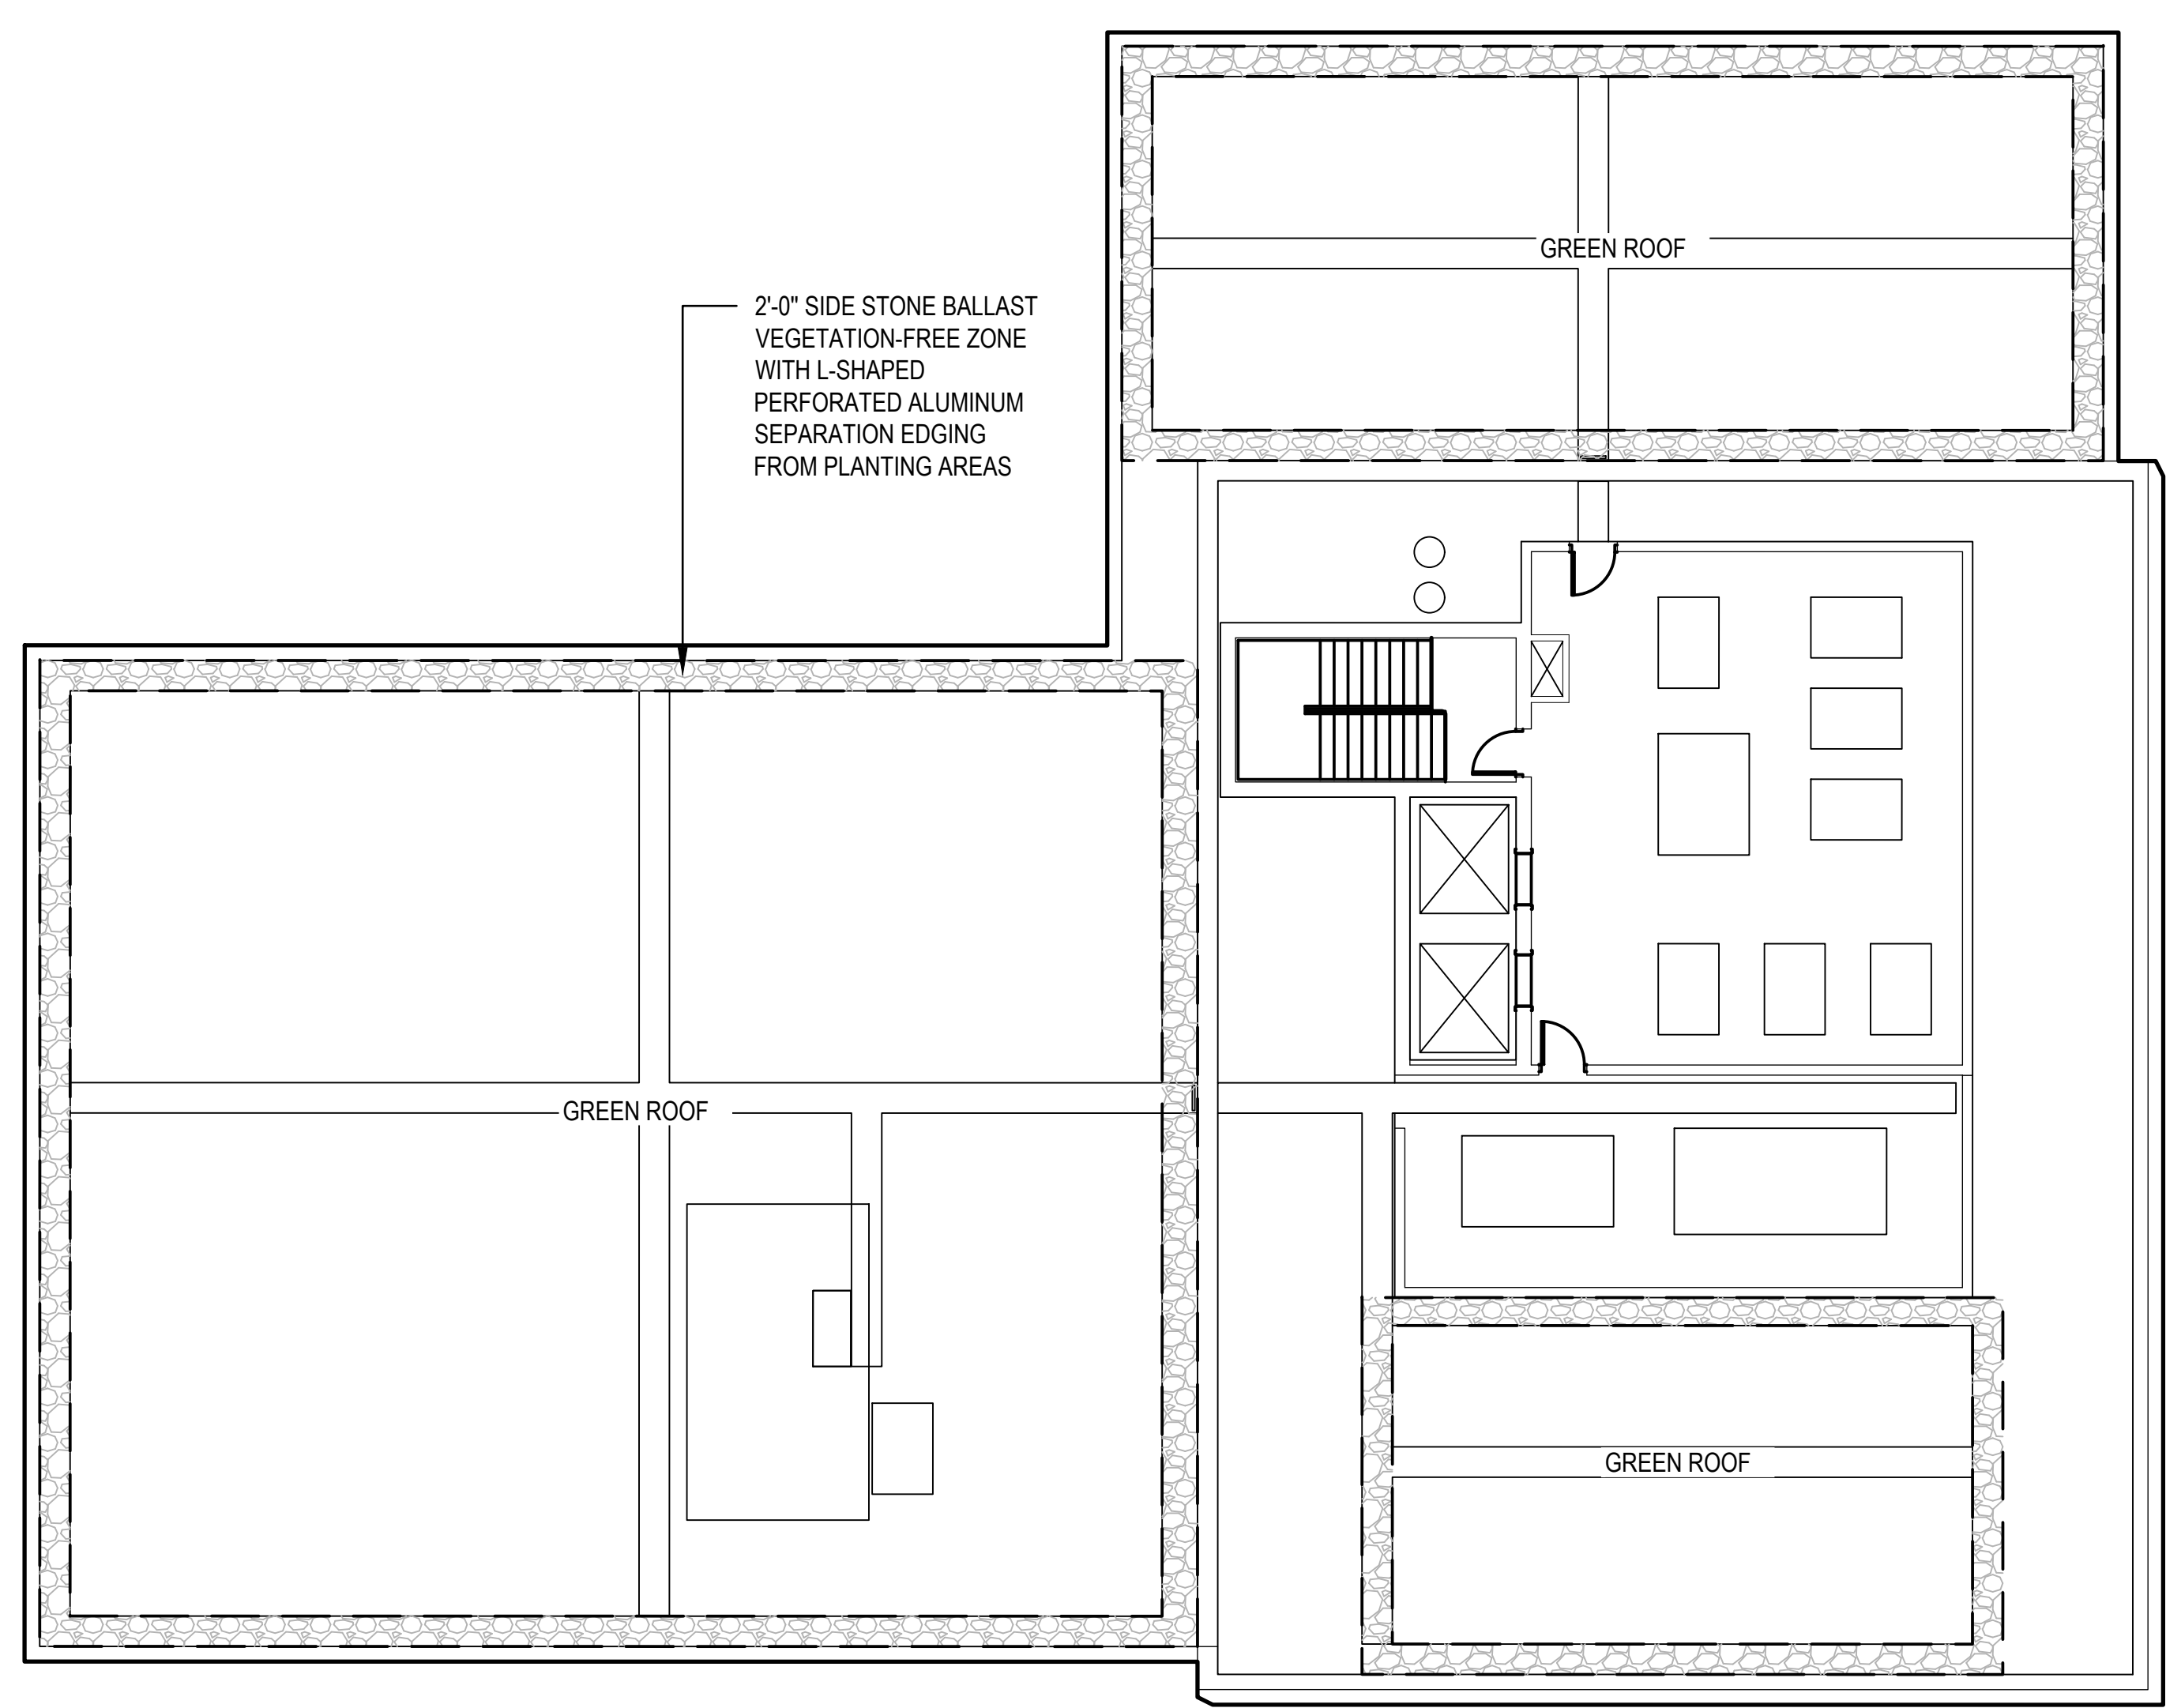 GREEN ROOF
2'-0" SIDE STONE BALLAST
VEGETATION-FREE ZONE
WITH L-SHAPED
PERFORATED ALUMINUM
SEPARATION EDGING
FROM PLANTING AREAS
GREEN ROOF
GREEN ROOF